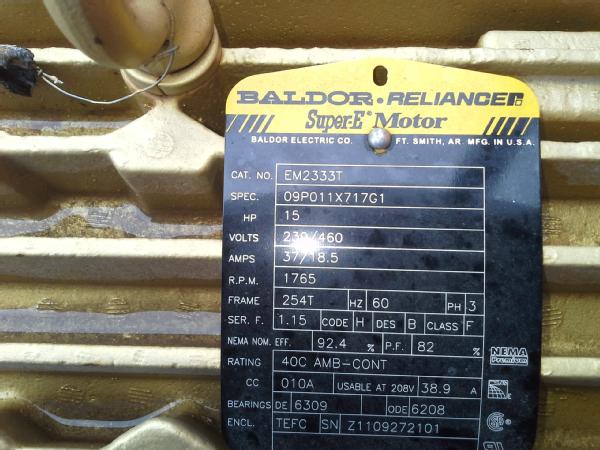 BALDOR • RELIANCE
Super-E® Motor
BALDOR ELECTRIC CO. FT. SMITH, AR MFG. IN U.S.A.
CAT. NO. EM2333T
SPEC. 09P011X717G1
HP 15
VOLTS 230/460
AMPS 37/18.5
R.P.M. 1765
FRAME 254T HZ 60 PH 3
SER. F. 1.15 CODE H DES B CLASS F
NEMA NOM. EFF. 92.4 % P.F. 82 %
RATING 40C AMB-CONT
NEMA
Premium
CC 010A USABLE AT 208V 38.9 A
BEARINGS DE 6309 ODE 6208
ENCL. TEFC SN Z1109272101